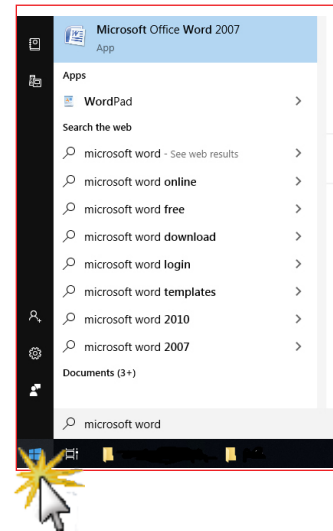 Microsoft Office Word 2007
App
Apps
WordPad
Search the web
microsoft word - See web results
microsoft word online
microsoft word free
microsoft word download
microsoft word login
microsoft word templates
microsoft word 2010
microsoft word 2007
Documents (3+)
microsoft word